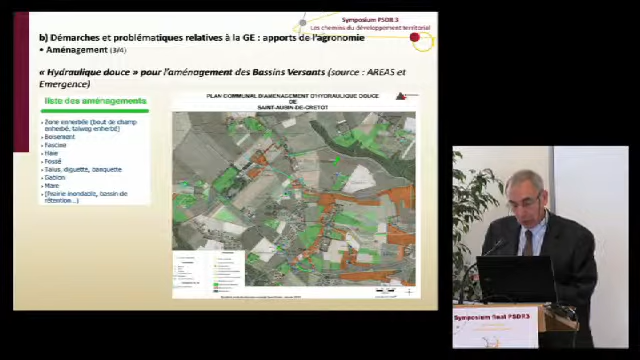 Symposium PSDR3
Les chemins du développement territorial
b) Démarches et problématiques relatives à la GE : apports de l'agronomie
• Aménagement (3/4)
« Hydraulique douce » pour l'aménagement des Bassins Versants (source : AREAS et
Emergence)
liste des aménagements
• Zone enherbée (bout de champ
enherbé, talweg enherbé)
• Boisement
• Fascine
• Haie
• Fossé
• Talus, diguette, banquette
• Gabion
• Mare
• (Prairie inondable, bassin de
rétention...)
PLAN COMMUNAL D'AMENAGEMENT D'HYDRAULIQUE DOUCE
DE
SAINT-AUBIN-DE-CRETOT
Symposium final PSDR3